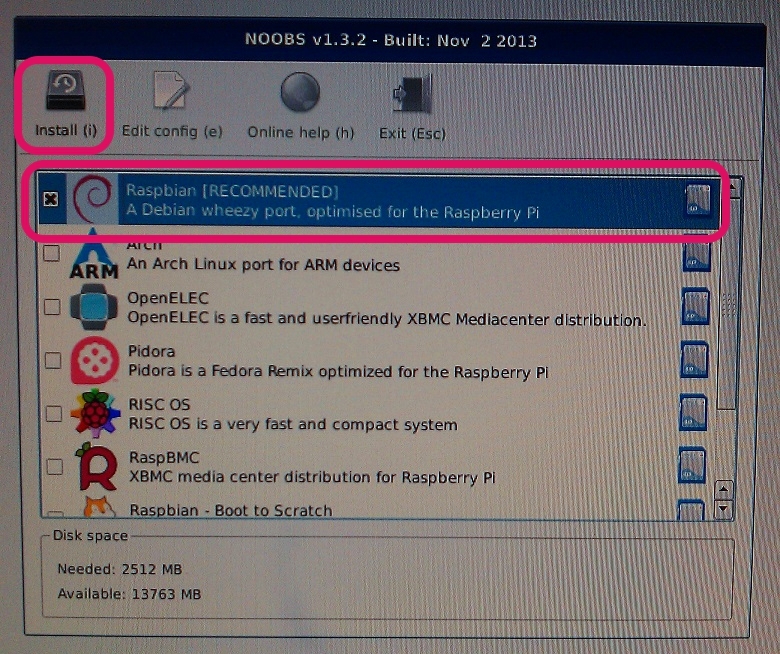 NOOBS v1.3.2 - Built: Nov 2 2013
Install (i)
Edit config (e)
Online help (h)
Exit (Esc)
Raspbian [RECOMMENDED]
A Debian wheezy port, optimised for the Raspberry Pi
Arch
ARM
An Arch Linux port for ARM devices
OpenELEC
OpenELEC is a fast and userfriendly XBMC Mediacenter distribution.
Pidora
Pidora is a Fedora Remix optimized for the Raspberry Pi
RISC OS
RISC OS is a very fast and compact system
RaspBMC
XBMC media center distribution for Raspberry Pi
Raspbian - Boot to Scratch
Disk space
Needed: 2512 MB
Available: 13763 MB